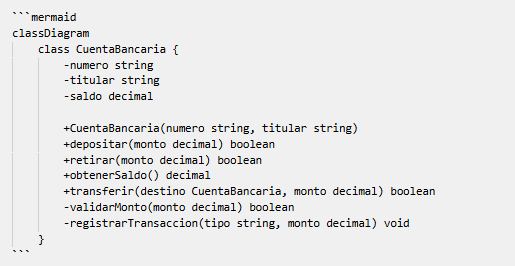 ```mermaid
classDiagram
    class CuentaBancaria {
        -numero string
        -titular string
        -saldo decimal

        +CuentaBancaria(numero string, titular string)
        +depositar(monto decimal) boolean
        +retirar(monto decimal) boolean
        +obtenerSaldo() decimal
        +transferir(destino CuentaBancaria, monto decimal) boolean
        -validarMonto(monto decimal) boolean
        -registrarTransaccion(tipo string, monto decimal) void
    }
```